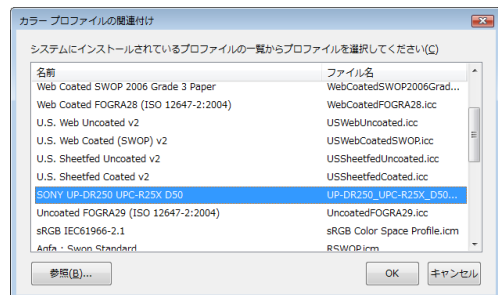 カラー プロファイルの関連付け
システムにインストールされているプロファイルの一覧からプロファイルを選択してください(C)
名前 ファイル名
Web Coated SWOP 2006 Grade 3 Paper WebCoatedSWOP2006Grad...
Web Coated FOGRA28 (ISO 12647-2:2004) WebCoatedFOGRA28.icc
U.S. Web Uncoated v2 USWebUncoated.icc
U.S. Web Coated (SWOP) v2 USWebCoatedSWOP.icc
U.S. Sheetfed Uncoated v2 USSheetfedUncoated.icc
U.S. Sheetfed Coated v2 USSheetfedCoated.icc
SONY UP-DR250 UPC-R25X D50 UP-DR250_UPC-R25X_D50...
Uncoated FOGRA29 (ISO 12647-2:2004) UncoatedFOGRA29.icc
sRGB IEC61966-2.1 sRGB Color Space Profile.icm
Agfa : Swop Standard RSWOP.icm
参照(B)... OK キャンセル